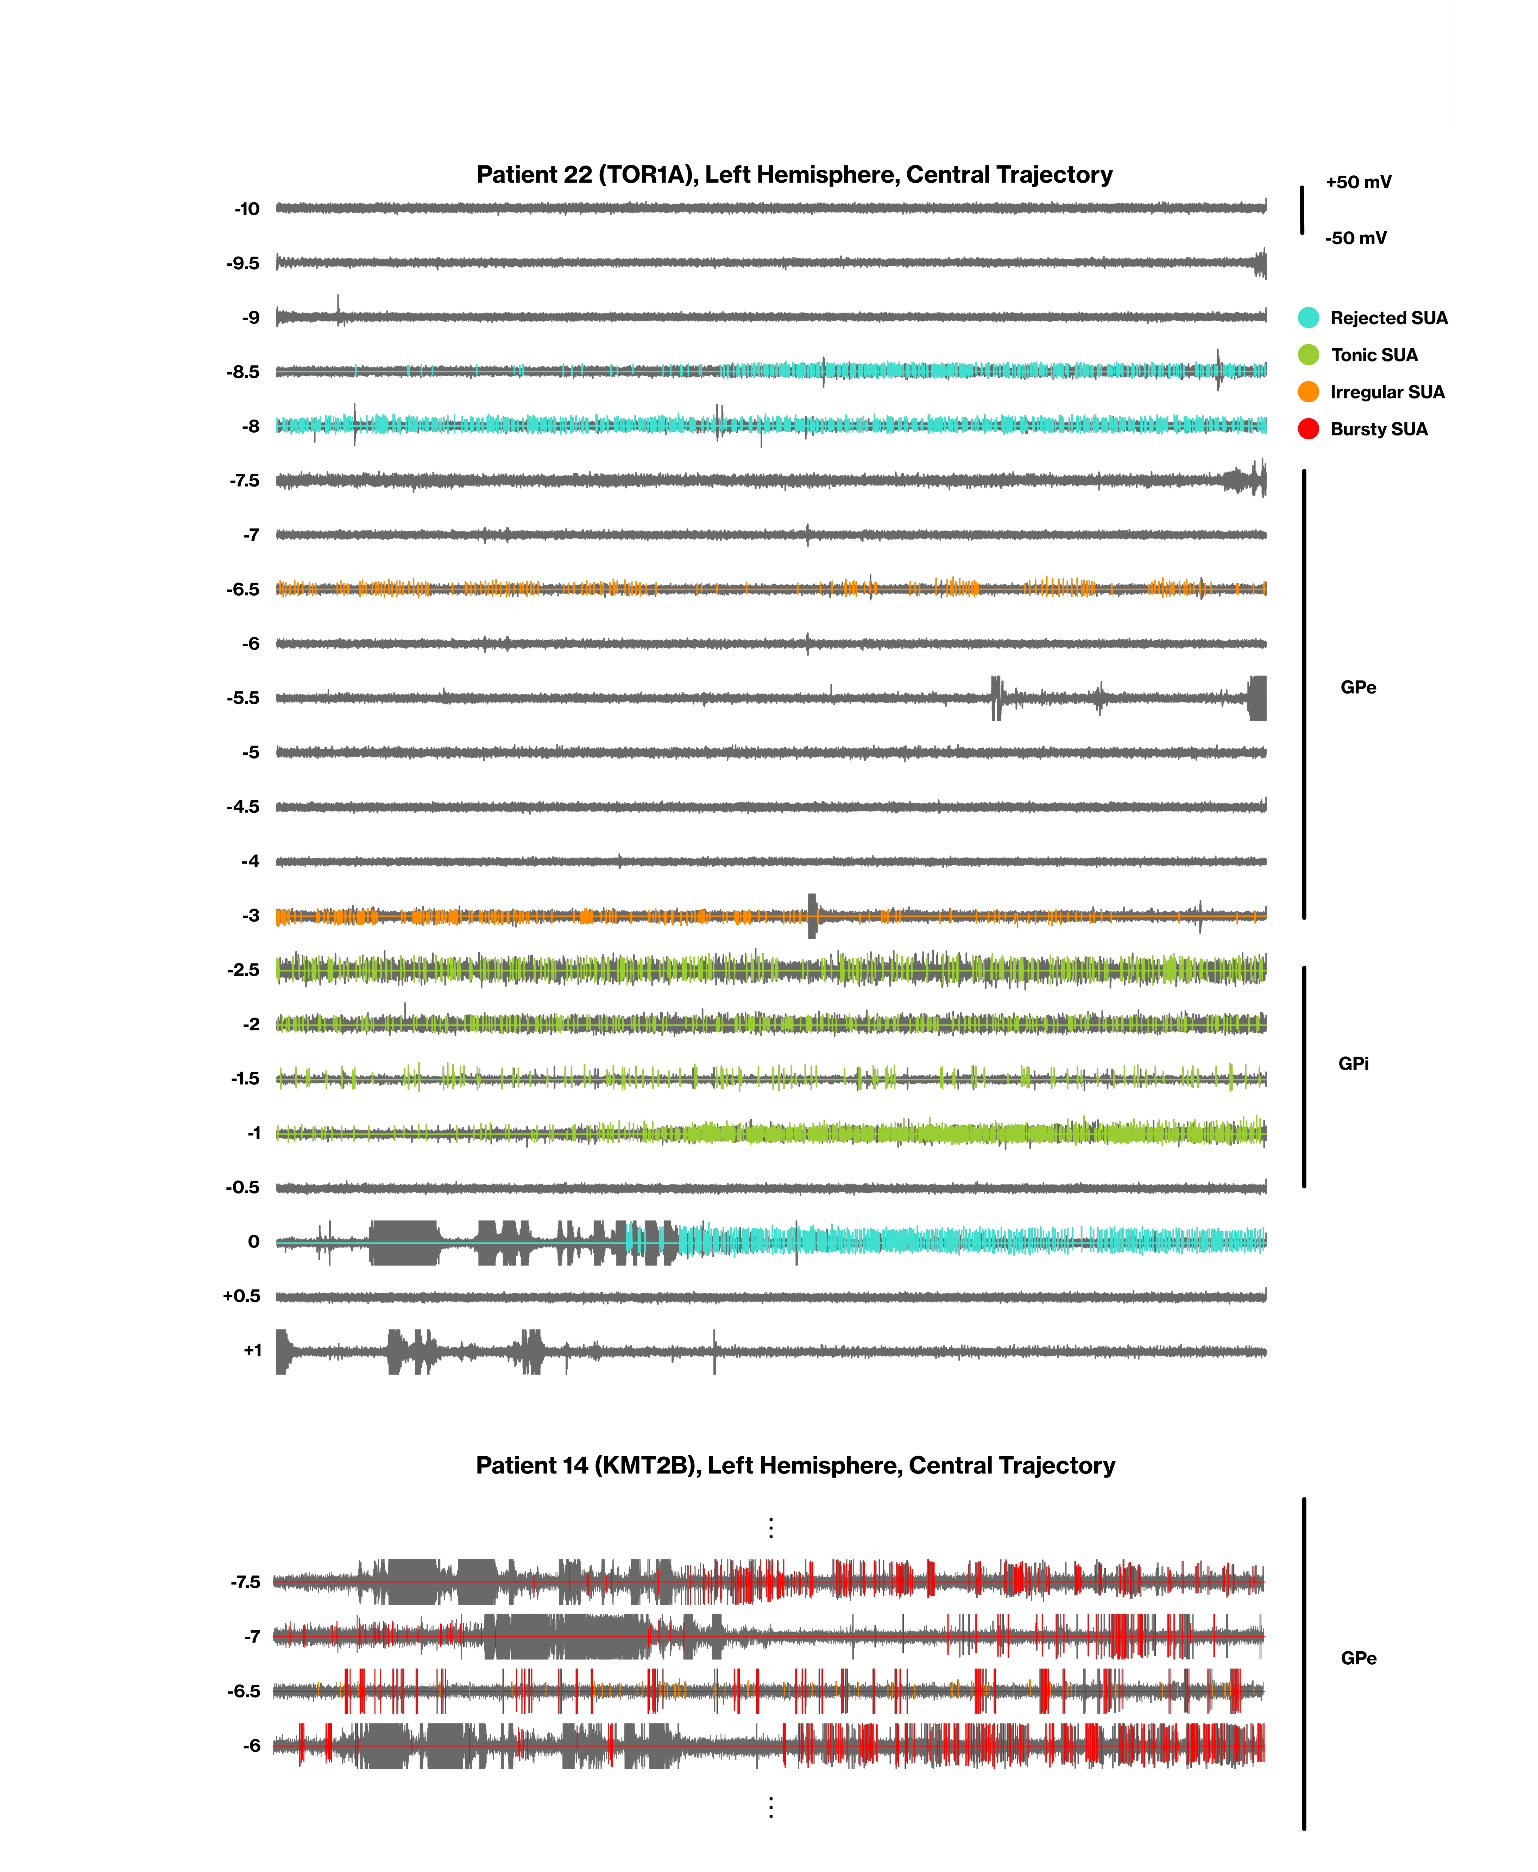 Patient 22 (TOR1A), Left Hemisphere, Central Trajectory
+50 mV
-50 mV
-10
-9.5
-9
-8.5
-8
-7.5
-7
-6.5
-6
-5.5
-5
-4.5
-4
-3
-2.5
-2
-1.5
-1
-0.5
0
+0.5
+1
Rejected SUA
Tonic SUA
Irregular SUA
Bursty SUA
GPe
GPi
Patient 14 (KMT2B), Left Hemisphere, Central Trajectory
⋮
-7.5
-7
-6.5
-6
⋮
GPe